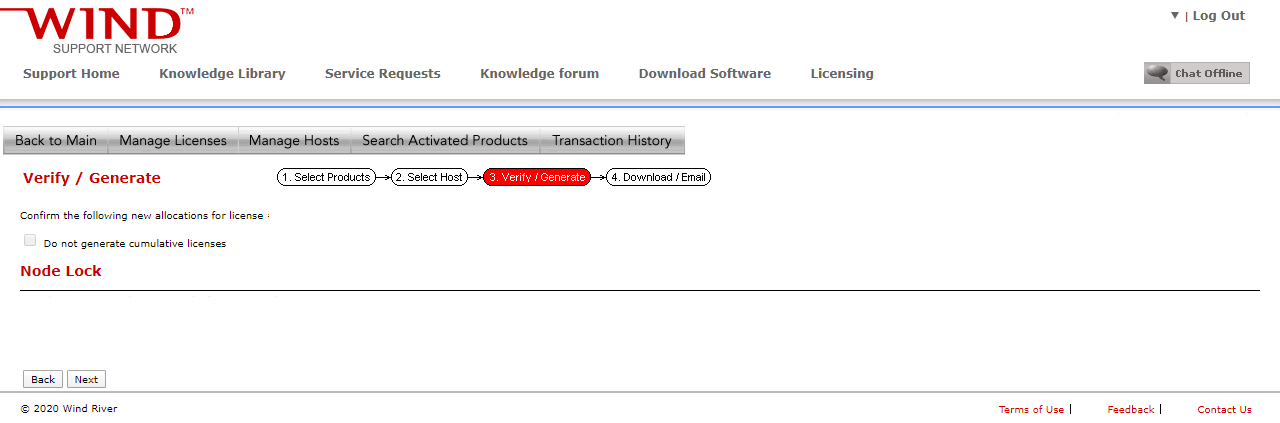 WIND™
SUPPORT NETWORK
▼ | Log Out
Support Home Knowledge Library Service Requests Knowledge forum Download Software Licensing
Chat Offline
Back to Main Manage Licenses Manage Hosts Search Activated Products Transaction History
Verify / Generate
1. Select Products 2. Select Host 3. Verify / Generate 4. Download / Email
Confirm the following new allocations for license :
Do not generate cumulative licenses
Node Lock
Back Next
© 2020 Wind River
Terms of Use | Feedback | Contact Us